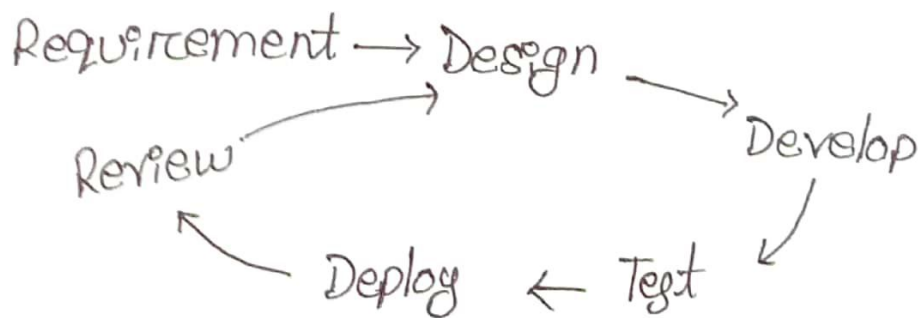 Requirement → Design
Develop
Review
Deploy ← Test